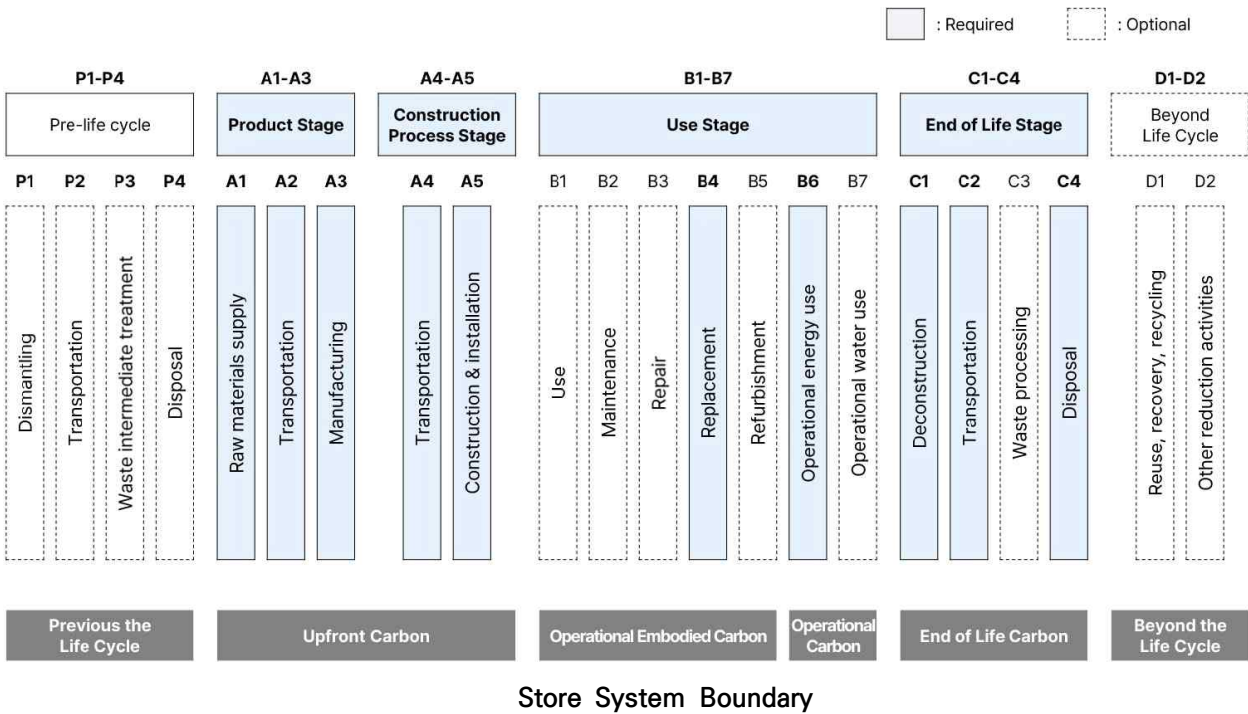 : Required
: Optional
P1-P4
A1-A3
A4-A5
B1-B7
C1-C4
D1-D2
Pre-life cycle
Product Stage
Construction
Process Stage
Use Stage
End of Life Stage
Beyond
Life Cycle
P1
P2
P3
P4
A1
A2
A3
A4
A5
B1
B2
B3
B4
B5
B6
B7
C1
C2
C3
C4
D1
D2
Dismantling
Transportation
Waste intermediate treatment
Disposal
Raw materials supply
Transportation
Manufacturing
Transportation
Construction & installation
Use
Maintenance
Repair
Replacement
Refurbishment
Operational energy use
Operational water use
Deconstruction
Transportation
Waste processing
Disposal
Reuse, recovery, recycling
Other reduction activities
Previous the
Life Cycle
Upfront Carbon
Operational Embodied Carbon
Operational
Carbon
End of Life Carbon
Beyond the
Life Cycle
Store System Boundary